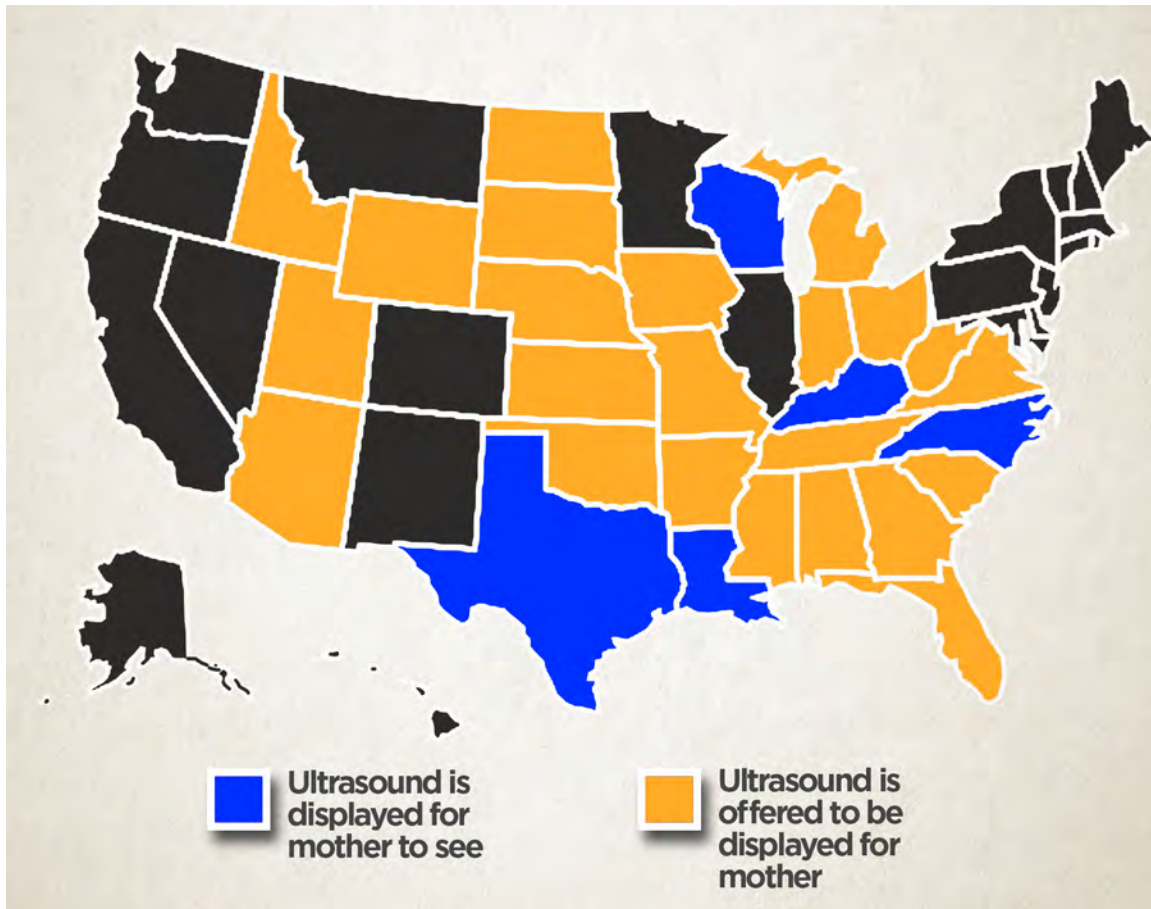 Ultrasound is
displayed for
mother to see
Ultrasound is
offered to be
displayed for
mother